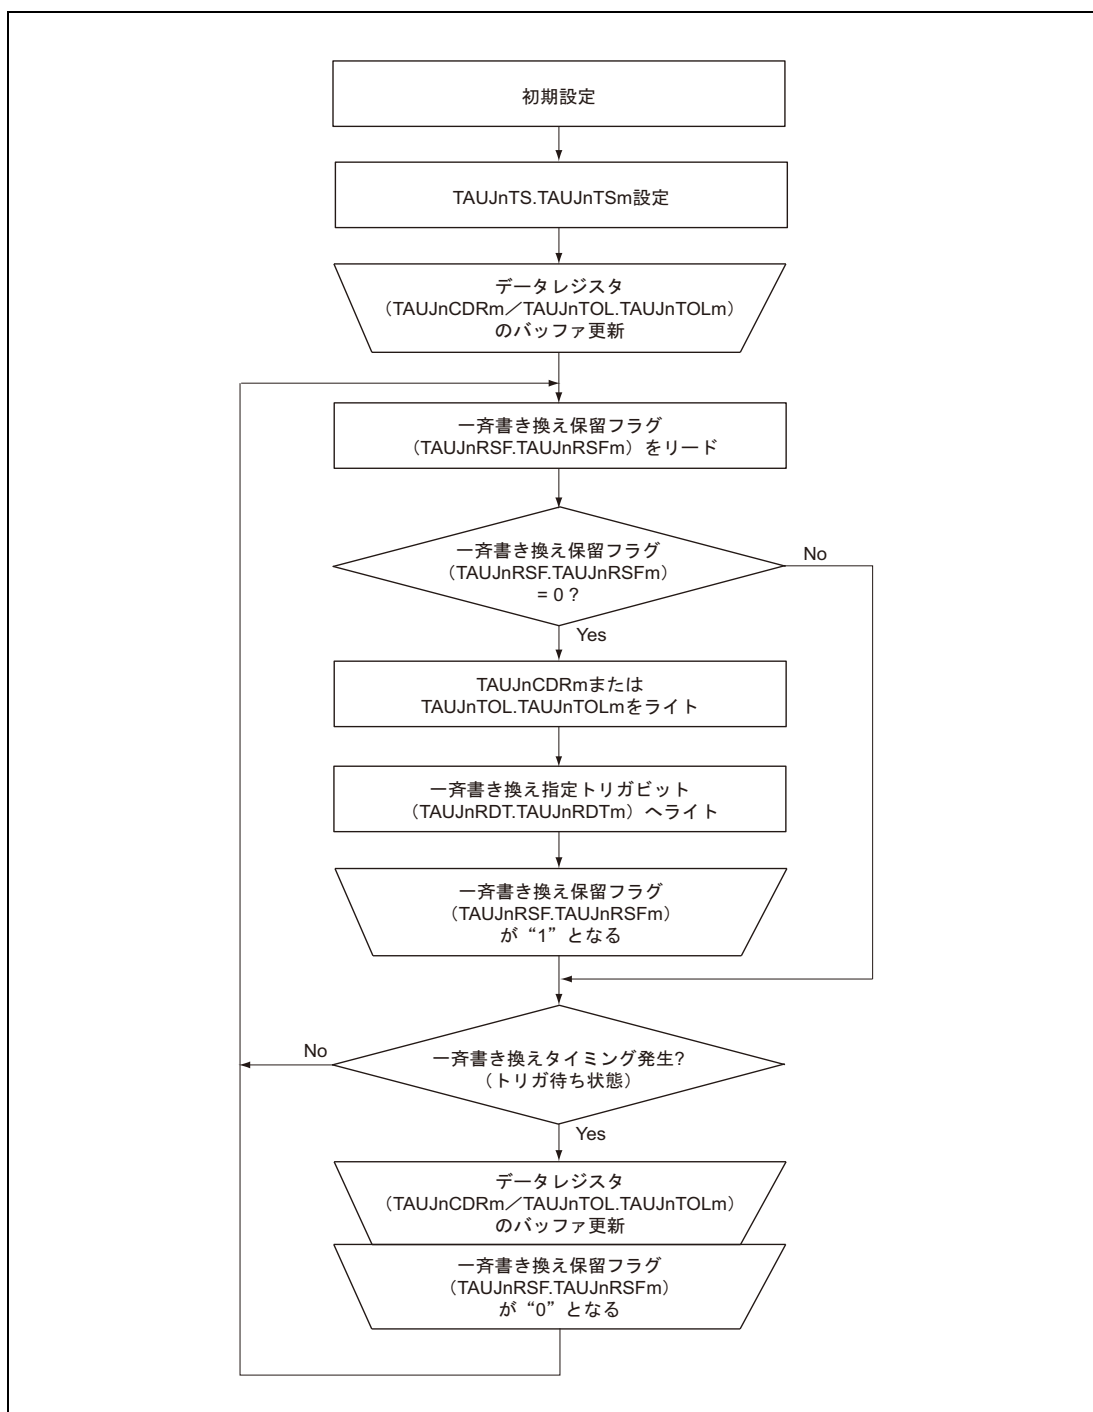 初期設定
TAUJnTS.TAUJnTSm設定
データレジスタ
(TAUJnCDRm/TAUJnTOL.TAUJnTOLm)
のバッファ更新
一斉書き換え保留フラグ
(TAUJnRSF.TAUJnRSFm)をリード
一斉書き換え保留フラグ
(TAUJnRSF.TAUJnRSFm)
= 0 ?
No
Yes
TAUJnCDRmまたは
TAUJnTOL.TAUJnTOLmをライト
一斉書き換え指定トリガビット
(TAUJnRDT.TAUJnRDTm)へライト
一斉書き換え保留フラグ
(TAUJnRSF.TAUJnRSFm)
が“1”となる
No
一斉書き換えタイミング発生?
(トリガ待ち状態)
Yes
データレジスタ
(TAUJnCDRm/TAUJnTOL.TAUJnTOLm)
のバッファ更新
一斉書き換え保留フラグ
(TAUJnRSF.TAUJnRSFm)
が“0”となる